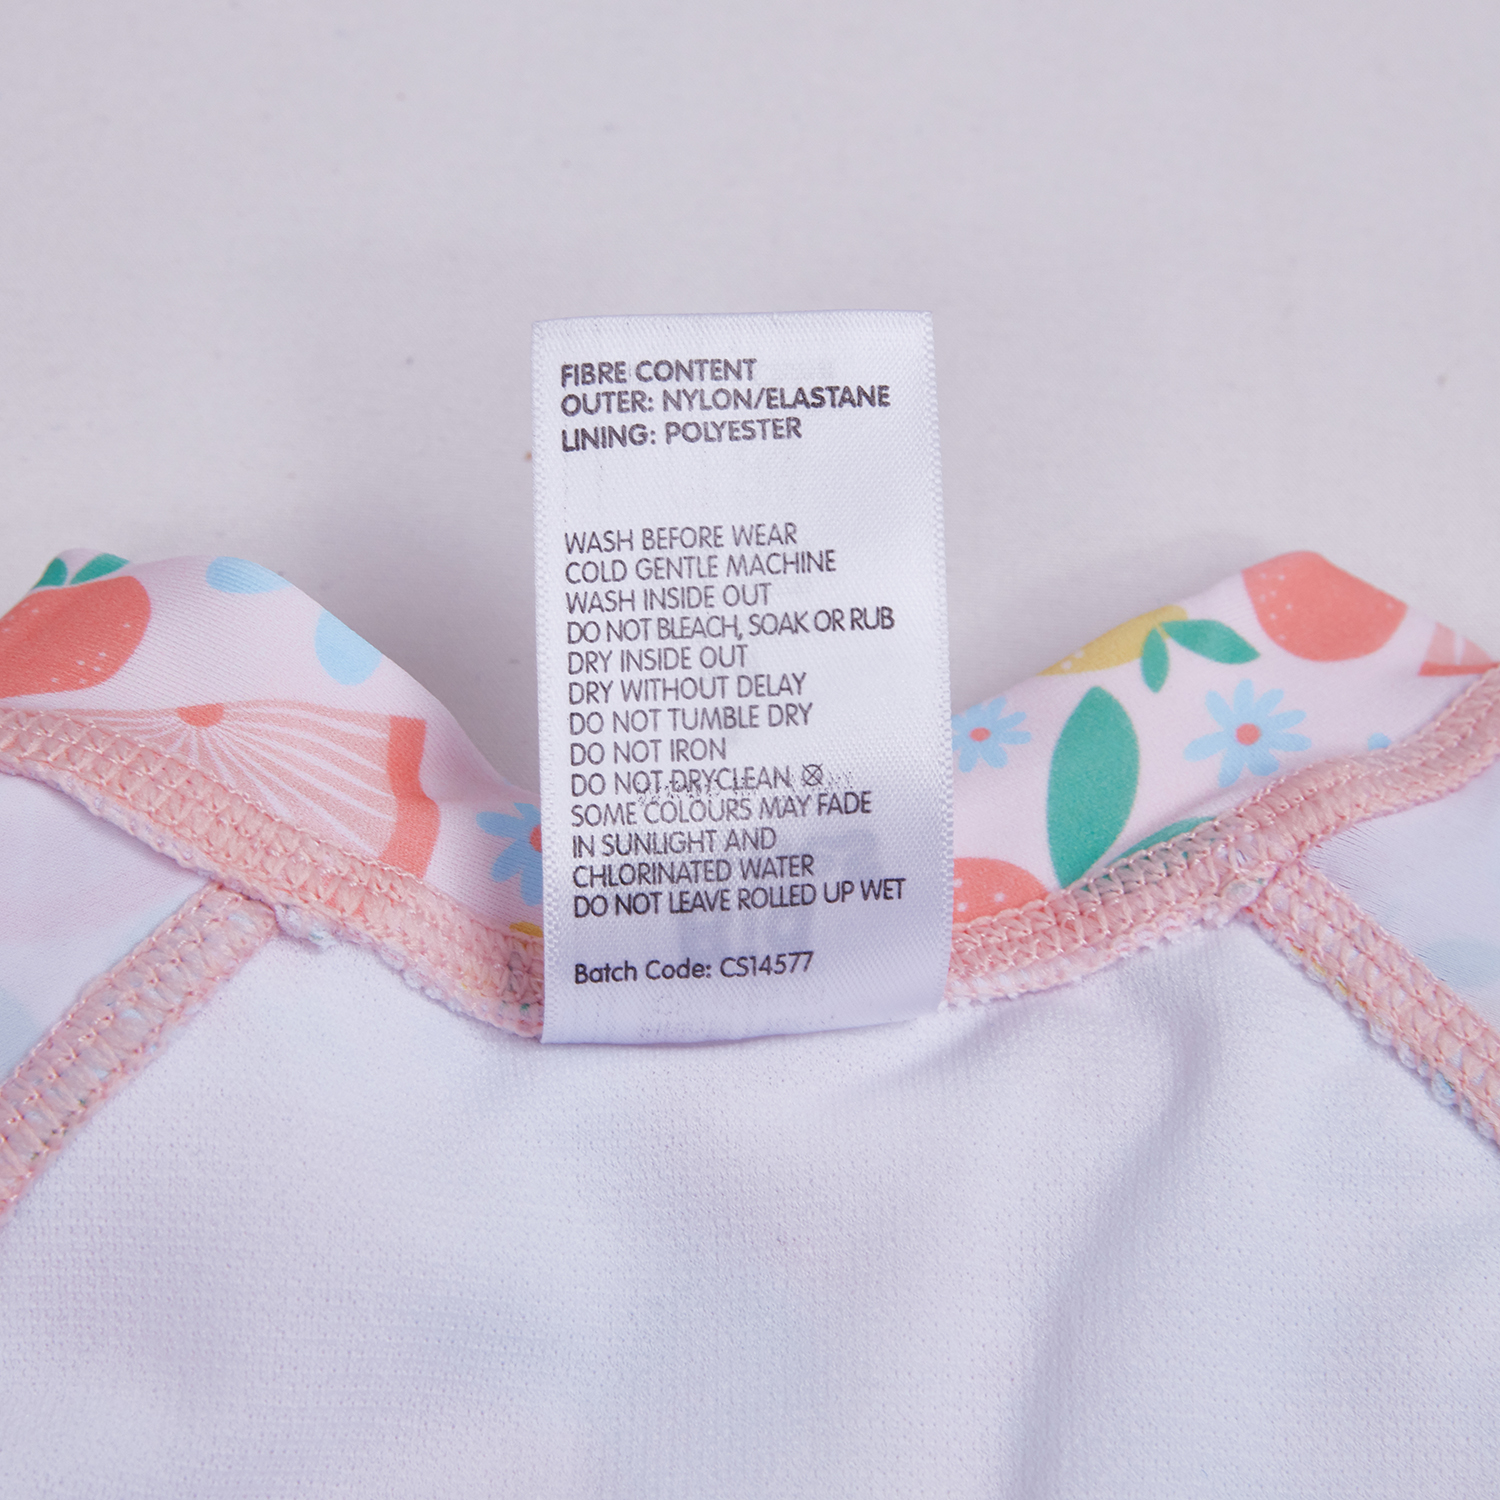 FIBRE CONTENT
OUTER: NYLON/ELASTANE
LINING: POLYESTER
WASH BEFORE WEAR
COLD GENTLE MACHINE
WASH INSIDE OUT
DO NOT BLEACH, SOAK OR RUB
DRY INSIDE OUT
DRY WITHOUT DELAY
DO NOT TUMBLE DRY
DO NOT IRON
DO NOT DRYCLEAN
SOME COLOURS MAY FADE
IN SUNLIGHT AND
CHLORINATED WATER
DO NOT LEAVE ROLLED UP WET
Batch Code: CS14577